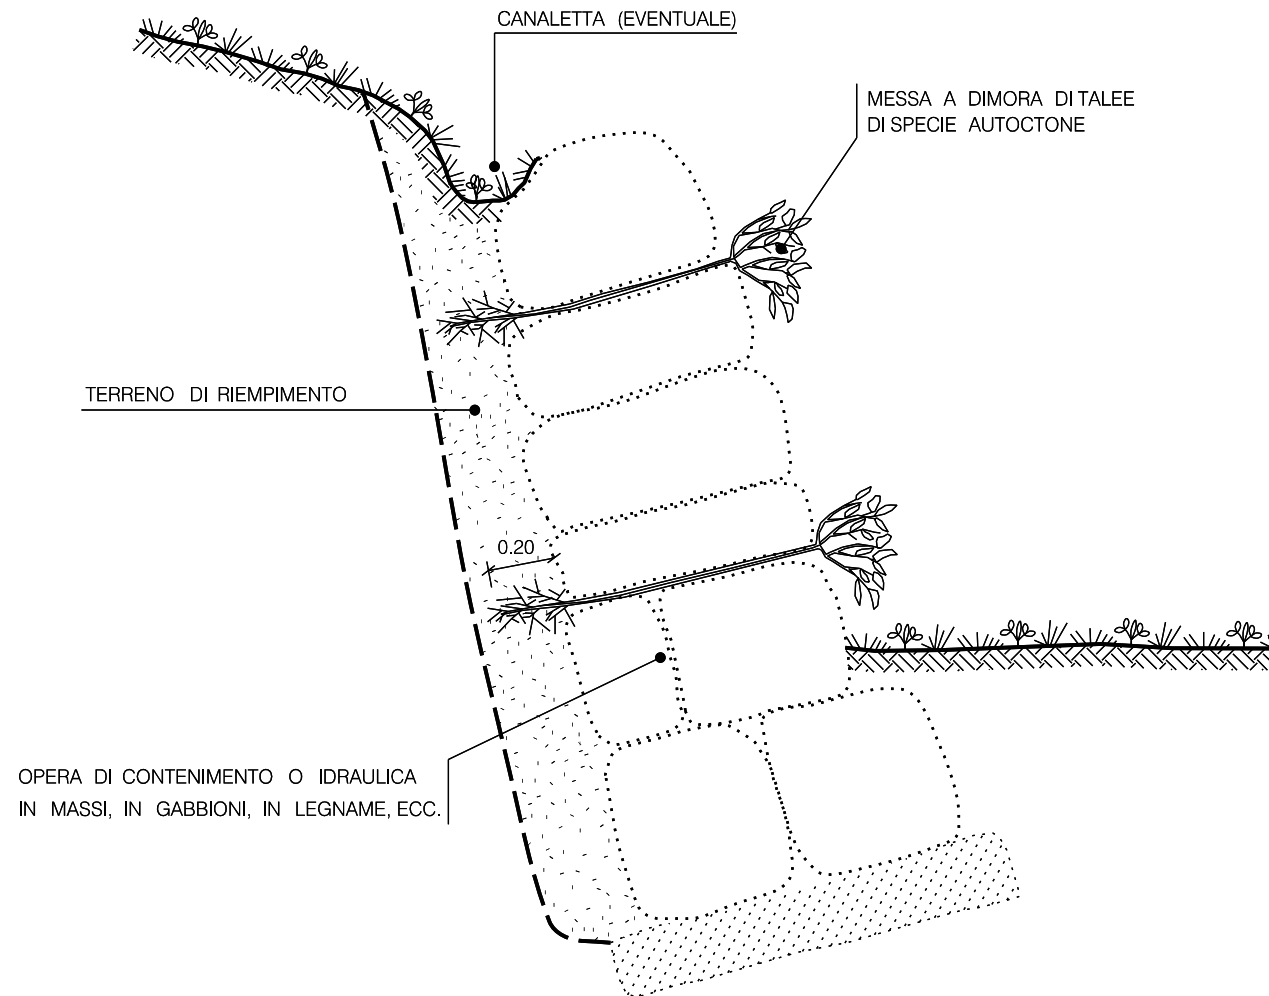 CANALETTA (EVENTUALE)
MESSA A DIMORA DI TALEE
DI SPECIE AUTOCTONE
TERRENO DI RIEMPIMENTO
0.20
OPERA DI CONTENIMENTO O IDRAULICA
IN MASSI, IN GABBIONI, IN LEGNAME, ECC.